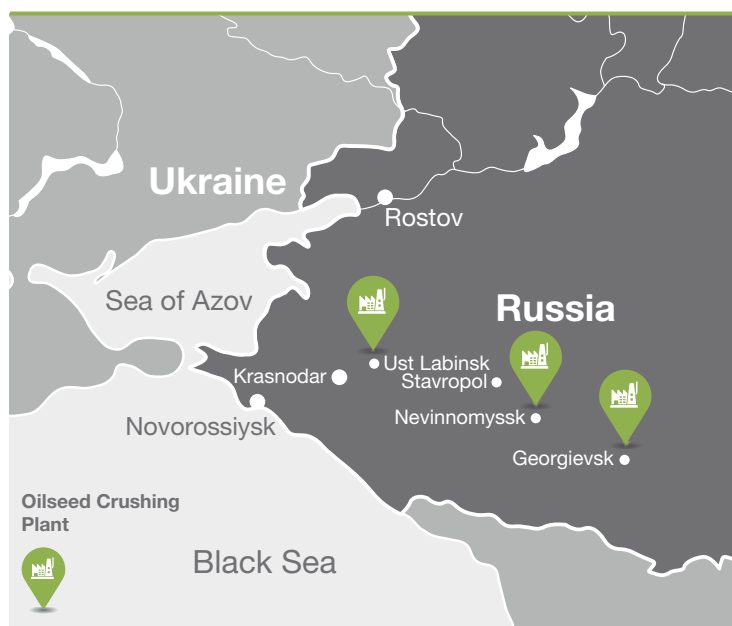 Ukraine
Rostov
Sea of Azov
Russia
Ust Labinsk
Krasnodar
Stavropol
Novorossiysk
Nevinnomyssk
Georgievsk
Oilseed Crushing
Plant
Black Sea